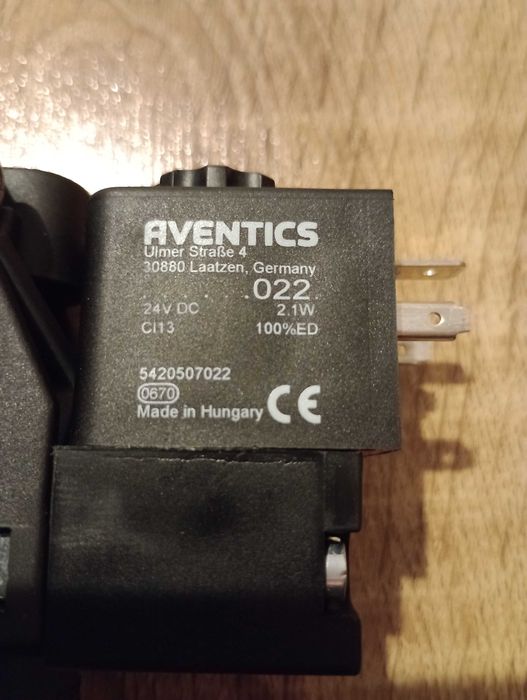 AVENTICS
Ulmer Straße 4
30880 Laatzen, Germany
.022.
24V DC 2.1W
CI13 100%ED
5420507022
0670
Made in Hungary CE